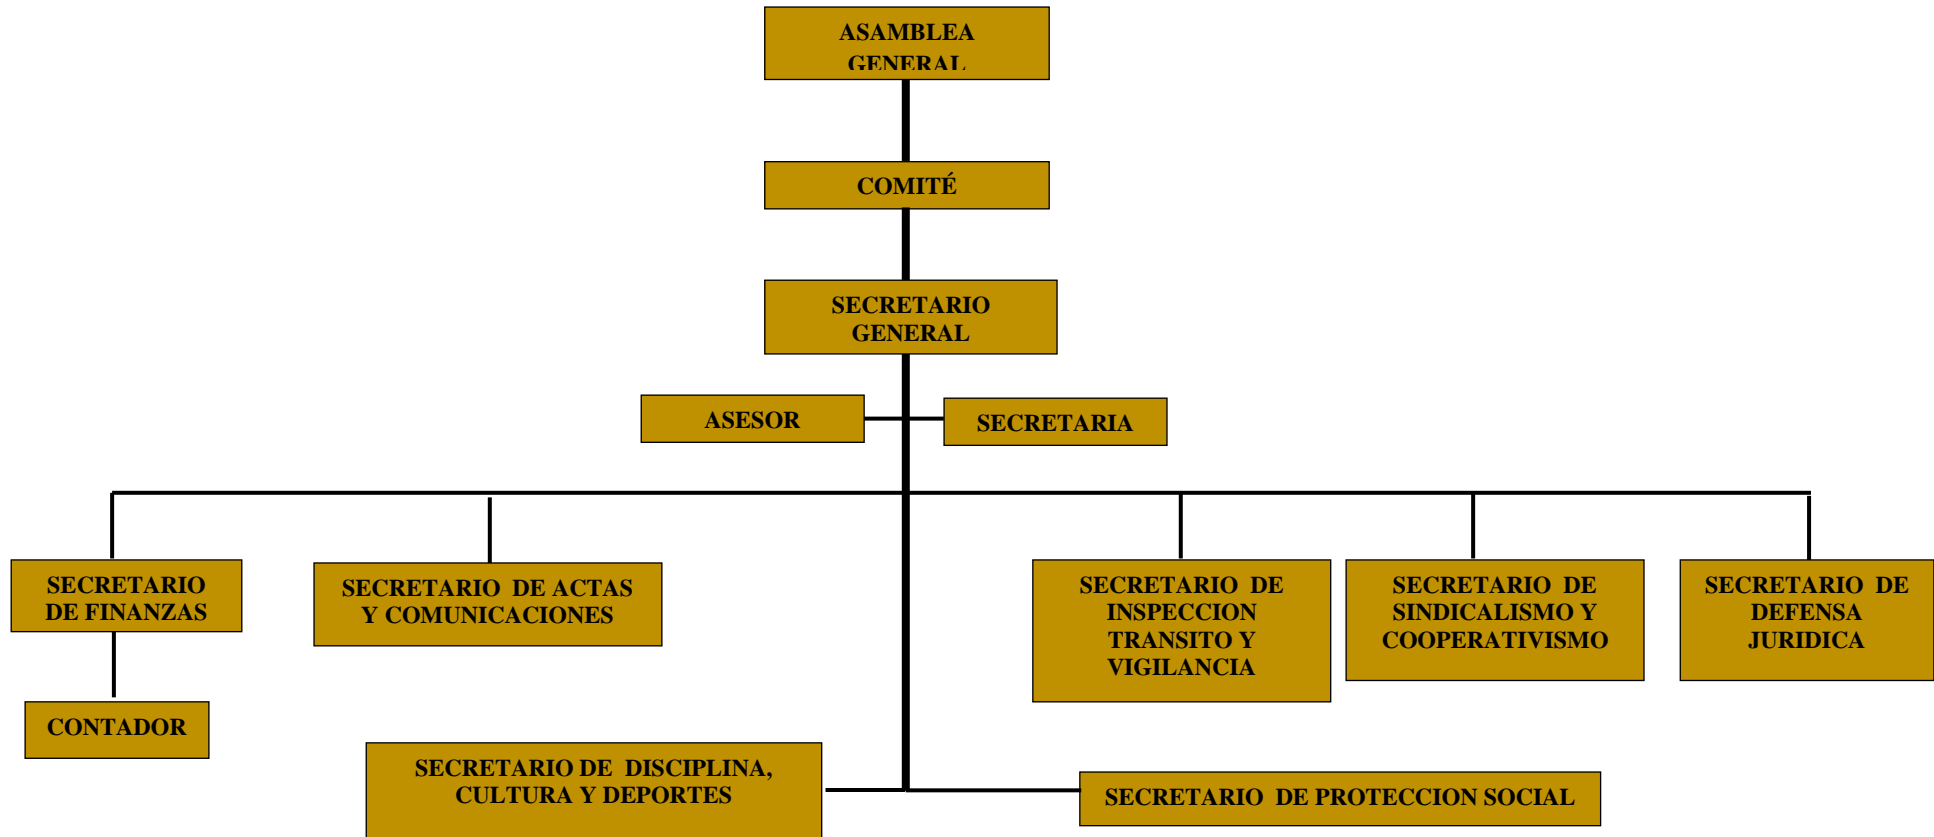 ASAMBLEA
GENERAL
COMITÉ
SECRETARIO
GENERAL
ASESOR
SECRETARIA
SECRETARIO
DE FINANZAS
SECRETARIO DE ACTAS
Y COMUNICACIONES
SECRETARIO DE
INSPECCION
TRANSITO Y
VIGILANCIA
SECRETARIO DE
SINDICALISMO Y
COOPERATIVISMO
SECRETARIO DE
DEFENSA
JURIDICA
CONTADOR
SECRETARIO DE DISCIPLINA,
CULTURA Y DEPORTES
SECRETARIO DE PROTECCION SOCIAL